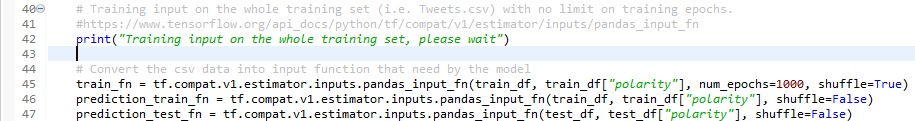 40 # Training input on the whole training set (i.e. Tweets.csv) with no limit on training epochs.
41 #https://www.tensorflow.org/api_docs/python/tf/compat/v1/estimator/inputs/pandas_input_fn
42 print("Training input on the whole training set, please wait")
43
44 # Convert the csv data into input function that need by the model
45 train_fn = tf.compat.v1.estimator.inputs.pandas_input_fn(train_df, train_df["polarity"], num_epochs=1000, shuffle=True)
46 prediction_train_fn = tf.compat.v1.estimator.inputs.pandas_input_fn(train_df, train_df["polarity"], shuffle=False)
47 prediction_test_fn = tf.compat.v1.estimator.inputs.pandas_input_fn(test_df, test_df["polarity"], shuffle=False)